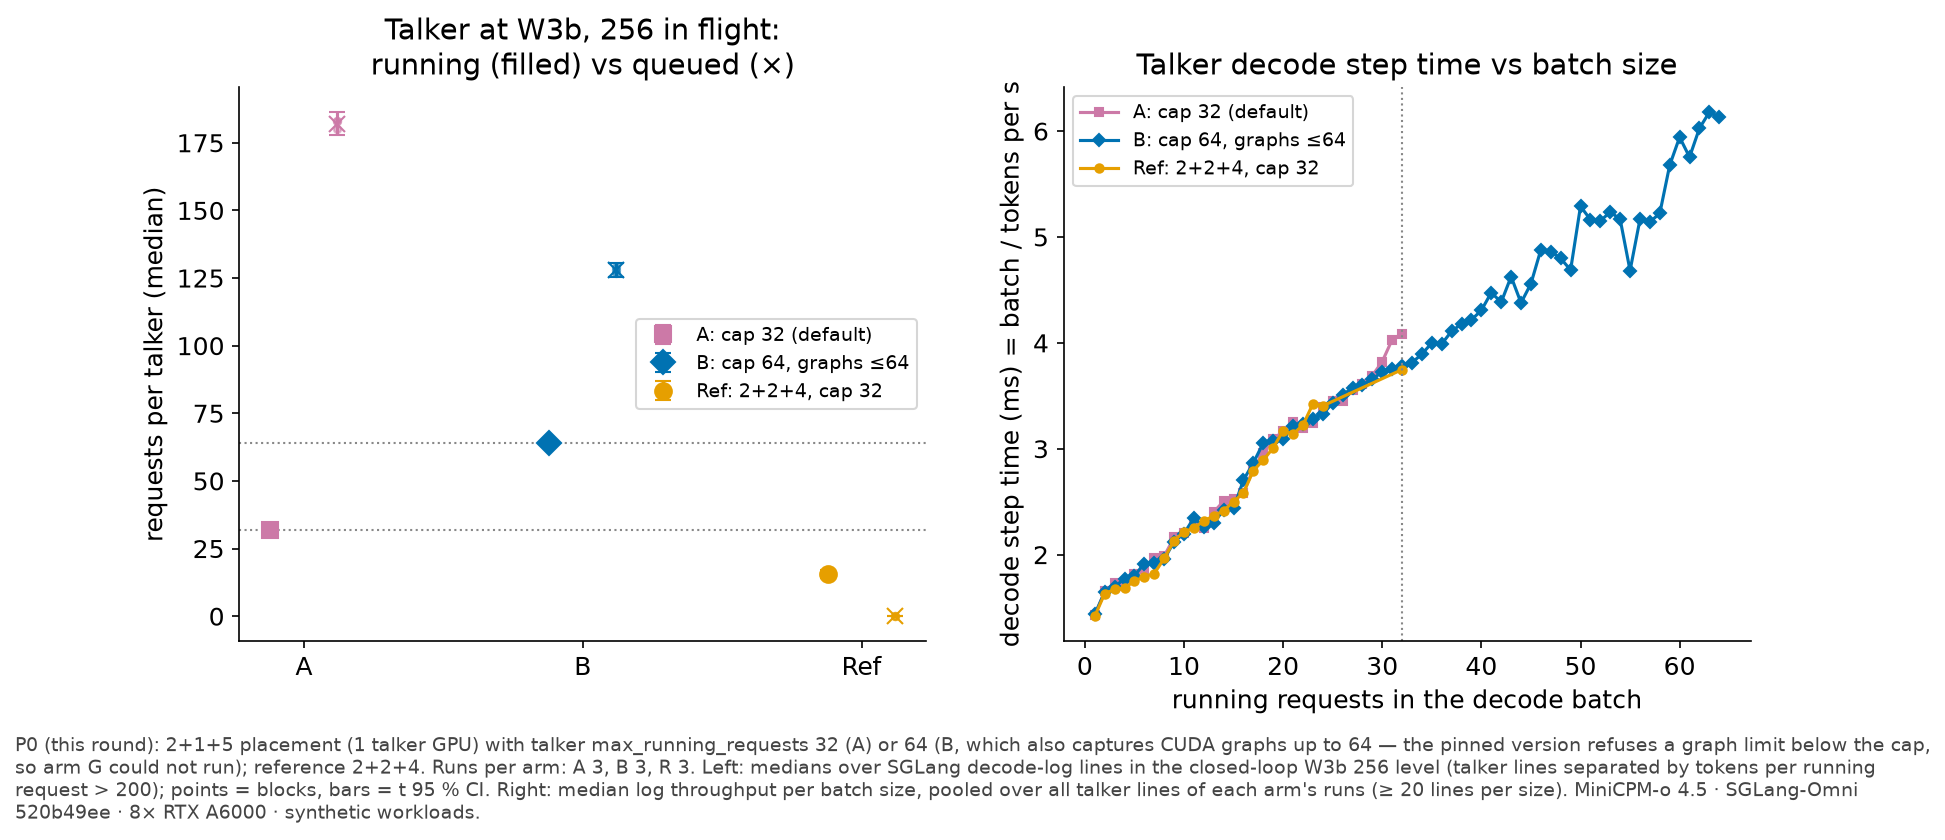 Talker at W3b, 256 in flight:
running (filled) vs queued (×)
requests per talker (median)
175
150
125
100
75
50
25
0
A: cap 32 (default)
B: cap 64, graphs ≤64
Ref: 2+2+4, cap 32
A
B
Ref
Talker decode step time vs batch size
decode step time (ms) = batch / tokens per s
6
5
4
3
2
A: cap 32 (default)
B: cap 64, graphs ≤64
Ref: 2+2+4, cap 32
0
10
20
30
40
50
60
running requests in the decode batch
P0 (this round): 2+1+5 placement (1 talker GPU) with talker max_running_requests 32 (A) or 64 (B, which also captures CUDA graphs up to 64 — the pinned version refuses a graph limit below the cap,
so arm G could not run); reference 2+2+4. Runs per arm: A 3, B 3, R 3. Left: medians over SGLang decode-log lines in the closed-loop W3b 256 level (talker lines separated by tokens per running
request > 200); points = blocks, bars = t 95 % CI. Right: median log throughput per batch size, pooled over all talker lines of each arm's runs (≥ 20 lines per size). MiniCPM-o 4.5 · SGLang-Omni
520b49ee · 8× RTX A6000 · synthetic workloads.